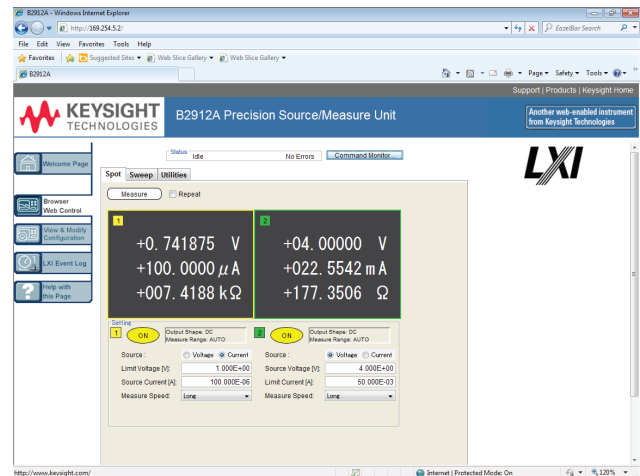 B2912A - Windows Internet Explorer
http://169.254.5.2/
EazelBar Search
File Edit View Favorites Tools Help
Favorites Suggested Sites Web Slice Gallery Web Slice Gallery
B2912A
Page Safety Tools
Support | Products | Keysight Home
KEYSIGHT TECHNOLOGIES
B2912A Precision Source/Measure Unit
Another web-enabled instrument
from Keysight Technologies
Welcome Page
Browser
Web Control
View & Modify
Configuration
LXI Event Log
Help with
this Page
Status
Idle No Errors Command Monitor...
LXI
Spot Sweep Utilities
Measure Repeat
1
+0.741875 V
+100.0000 μA
+007.4188 kΩ
2
+04.00000 V
+022.5542 mA
+177.3506 Ω
Setting
1 ON Output Shape: DC
Measure Range: AUTO
Source : Voltage Current
Limit Voltage [V]: 1.000E+00
Source Current [A]: 100.000E-06
Measure Speed: Long
2 ON Output Shape: DC
Measure Range: AUTO
Source : Voltage Current
Source Voltage [V]: 4.000E+00
Limit Current [A]: 50.000E-03
Measure Speed: Long
http://www.keysight.com/ Internet | Protected Mode: On 120%